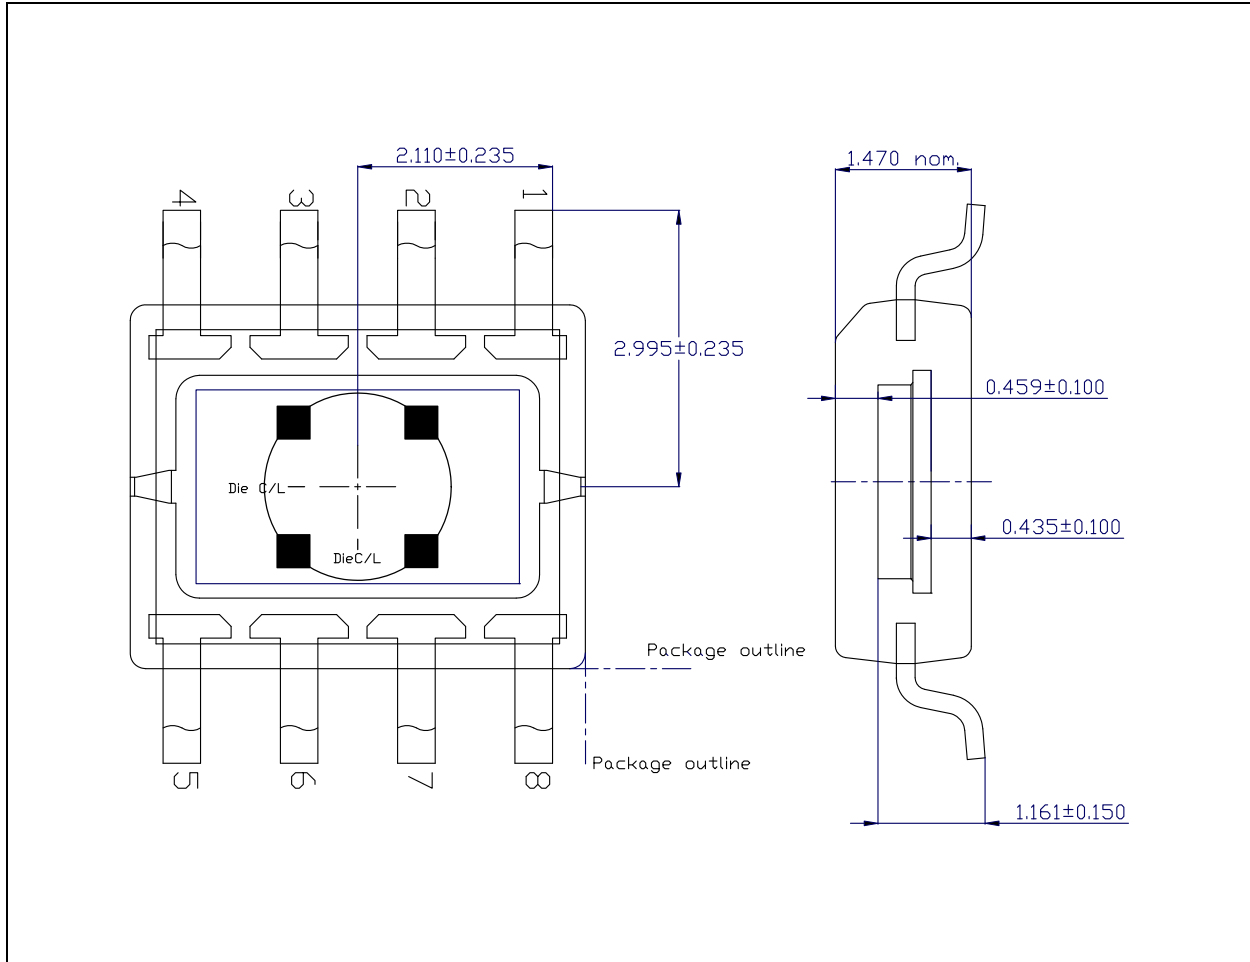 2.110±0.235
1.470 nom.
4 3 2 1
2.995±0.235
0.459±0.100
Die C/L
0.435±0.100
DieC/L
Package outline
Package outline
5 6 7 8
1.161±0.150